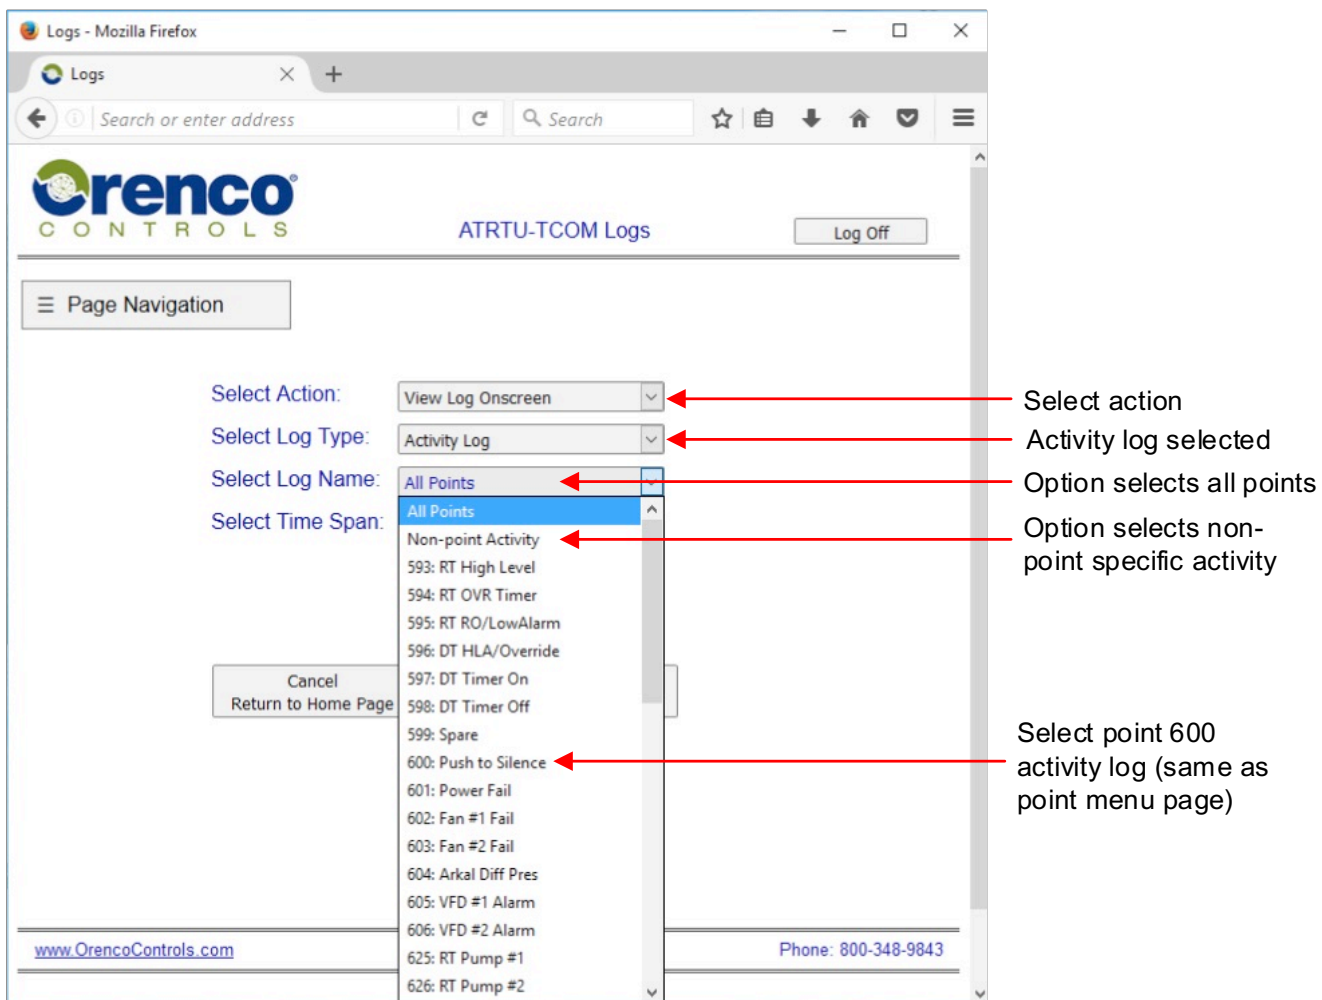 Logs - Mozilla Firefox
Logs
Search or enter address
Search
Orenco
CONTROLS
ATRTU-TCOM Logs
Log Off
☰ Page Navigation
Select Action:
View Log Onscreen
Select action
Select Log Type:
Activity Log
Activity log selected
Select Log Name:
All Points
Option selects all points
Select Time Span:
All Points
Non-point Activity
Option selects non-
point specific activity
593: RT High Level
594: RT OVR Timer
595: RT RO/LowAlarm
596: DT HLA/Override
597: DT Timer On
598: DT Timer Off
599: Spare
600: Push to Silence
601: Power Fail
602: Fan #1 Fail
603: Fan #2 Fail
604: Arkal Diff Pres
605: VFD #1 Alarm
606: VFD #2 Alarm
625: RT Pump #1
626: RT Pump #2
Cancel
Return to Home Page
Select point 600
activity log (same as
point menu page)
www.OrencoControls.com
Phone: 800-348-9843